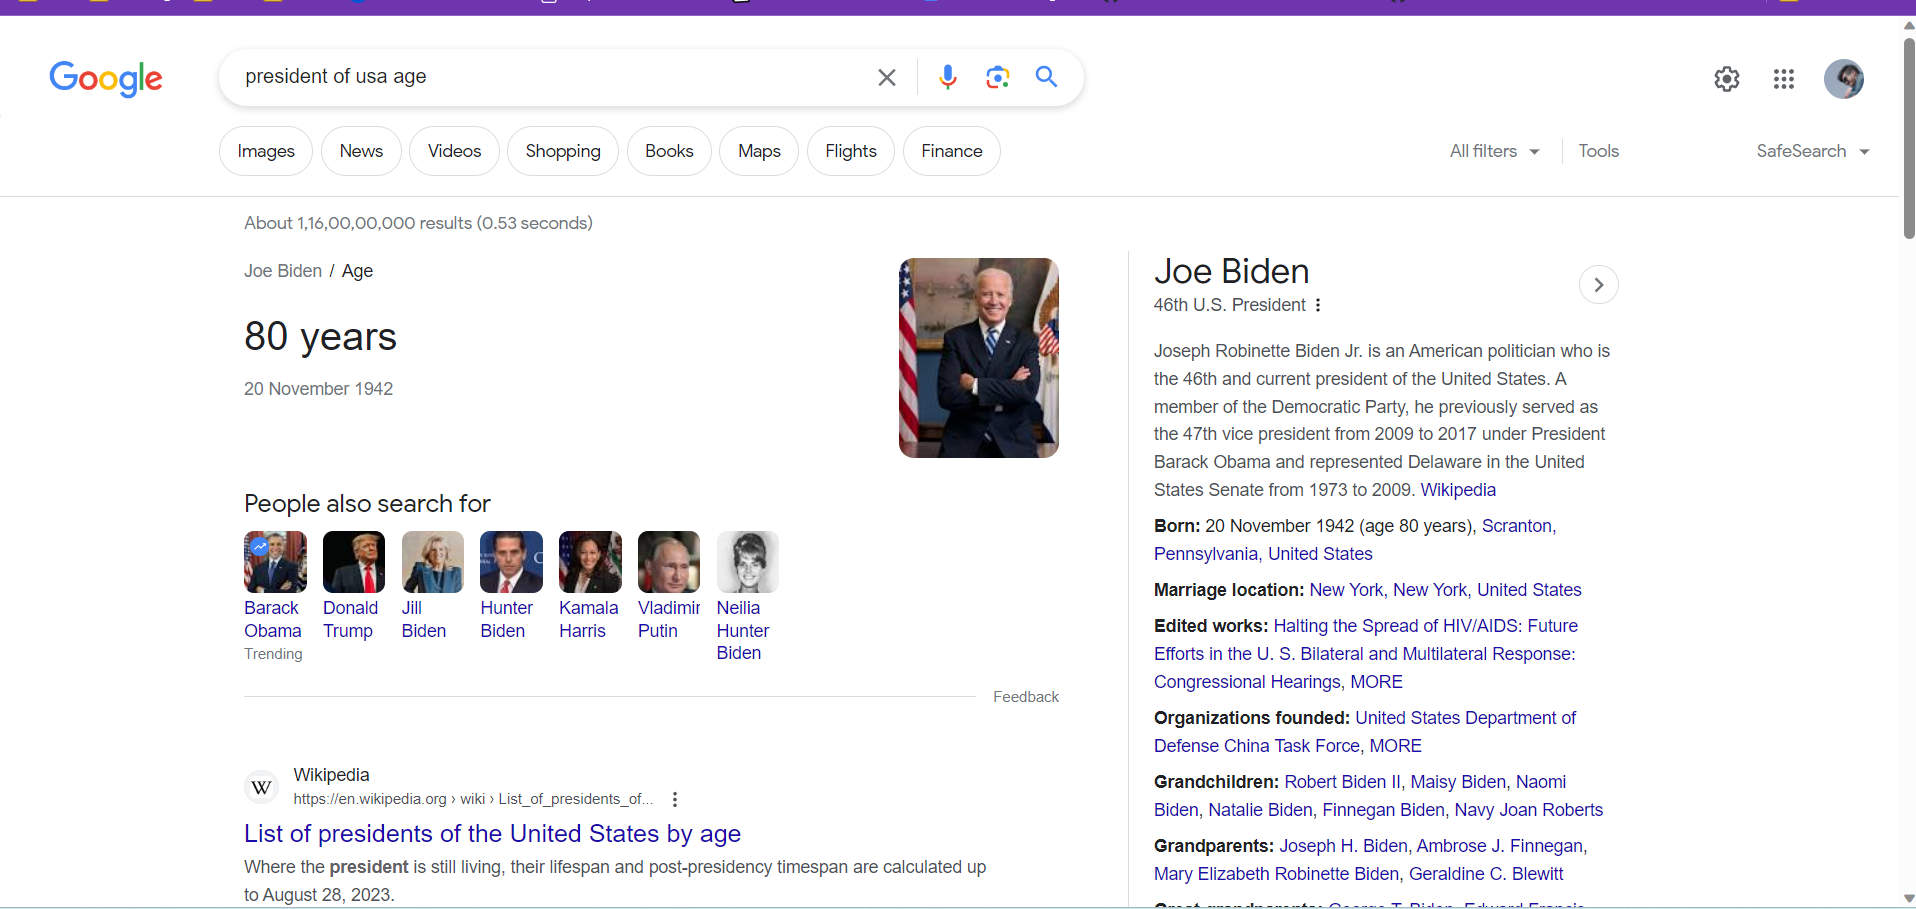 Google
president of usa age
Images
News
Videos
Shopping
Books
Maps
Flights
Finance
All filters
Tools
SafeSearch
About 1,16,00,00,000 results (0.53 seconds)
Joe Biden / Age
80 years
20 November 1942
People also search for
Barack
Obama
Trending
Donald
Trump
Jill
Biden
Hunter
Biden
Kamala
Harris
Vladimir
Putin
Neilia
Hunter
Biden
Feedback
W
Wikipedia
https://en.wikipedia.org › wiki › List_of_presidents_of...
List of presidents of the United States by age
Where the president is still living, their lifespan and post-presidency timespan are calculated up
to August 28, 2023.
Joe Biden
46th U.S. President
Joseph Robinette Biden Jr. is an American politician who is
the 46th and current president of the United States. A
member of the Democratic Party, he previously served as
the 47th vice president from 2009 to 2017 under President
Barack Obama and represented Delaware in the United
States Senate from 1973 to 2009. Wikipedia
Born: 20 November 1942 (age 80 years), Scranton,
Pennsylvania, United States
Marriage location: New York, New York, United States
Edited works: Halting the Spread of HIV/AIDS: Future
Efforts in the U. S. Bilateral and Multilateral Response:
Congressional Hearings, MORE
Organizations founded: United States Department of
Defense China Task Force, MORE
Grandchildren: Robert Biden II, Maisy Biden, Naomi
Biden, Natalie Biden, Finnegan Biden, Navy Joan Roberts
Grandparents: Joseph H. Biden, Ambrose J. Finnegan,
Mary Elizabeth Robinette Biden, Geraldine C. Blewitt
Great-grandparents: George T. Biden, Edward Francis